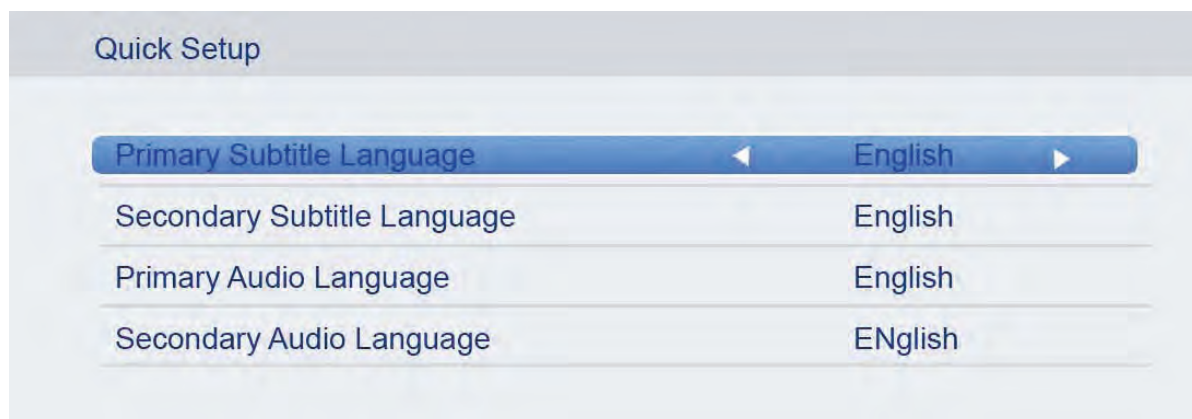 Quick Setup
Primary Subtitle Language English
Secondary Subtitle Language English
Primary Audio Language English
Secondary Audio Language ENglish